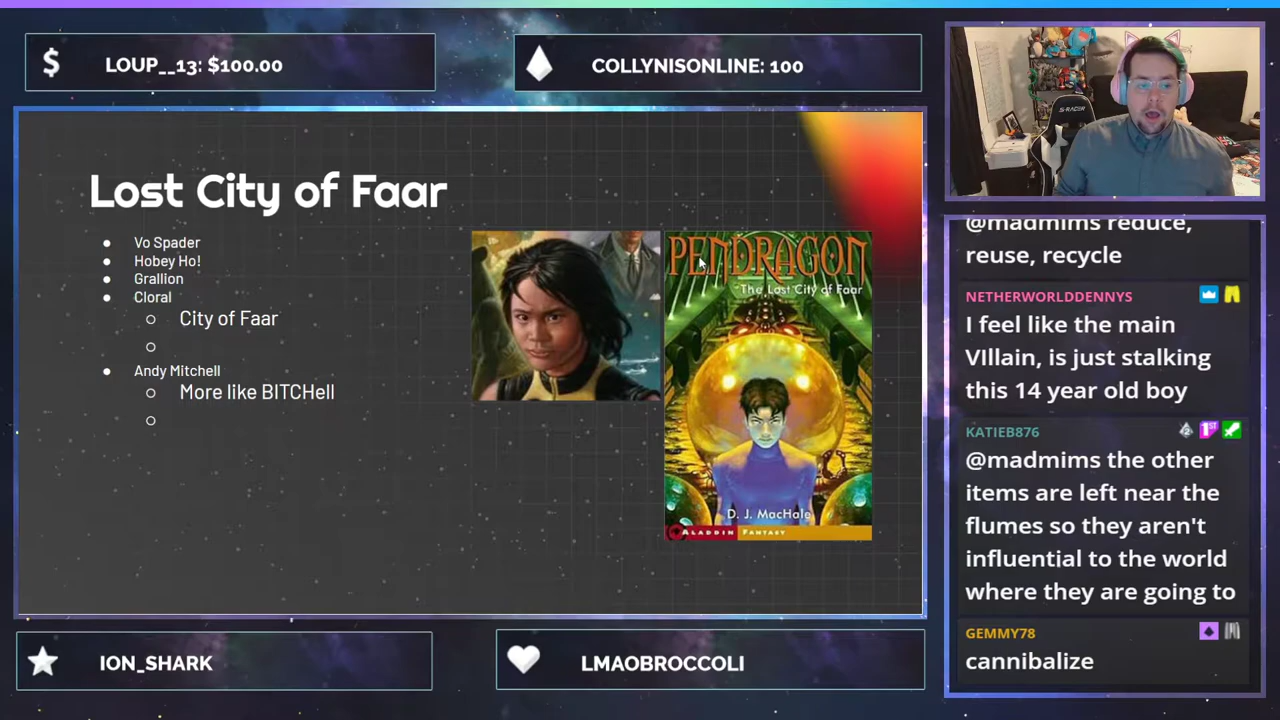 $ LOUP__13: $100.00
COLLYNISONLINE: 100
Lost City of Faar
● Vo Spader
● Hobey Ho!
● Grallion
● Cloral
○ City of Faar
○
● Andy Mitchell
○ More like BITCHell
○
PENDRAGON
The Lost City of Faar
D. J. MacHale
ALADDIN FANTASY
S-RACER
@madmims reduce,
reuse, recycle
NETHERWORLDDENNYS
I feel like the main
VIllain, is just stalking
this 14 year old boy
KATIEB876
2
1ST
@madmims the other
items are left near the
flumes so they aren't
influential to the world
where they are going to
GEMMY78
cannibalize
ION_SHARK
LMAOBROCCOLI